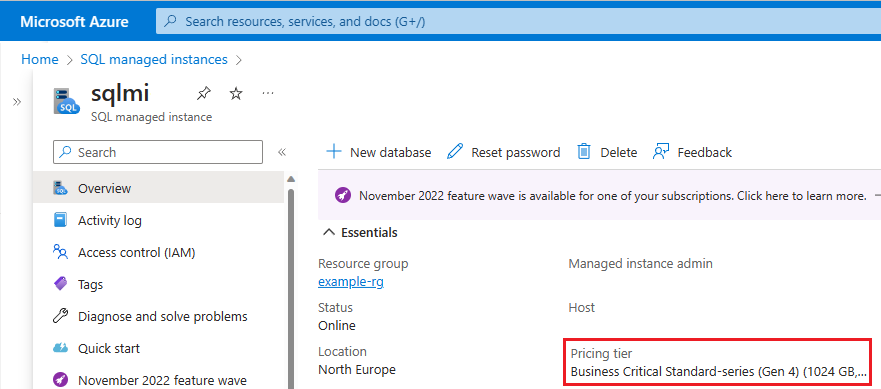 Microsoft Azure
Search resources, services, and docs (G+/)
Home > SQL managed instances >
sqlmi
SQL
SQL managed instance
Search
Overview
Activity log
Access control (IAM)
Tags
Diagnose and solve problems
Quick start
November 2022 feature wave
New database
Reset password
Delete
Feedback
November 2022 feature wave is available for one of your subscriptions. Click here to learn more.
Essentials
Resource group
example-rg
Status
Online
Location
North Europe
Managed instance admin
Host
Pricing tier
Business Critical Standard-series (Gen 4) (1024 GB,...